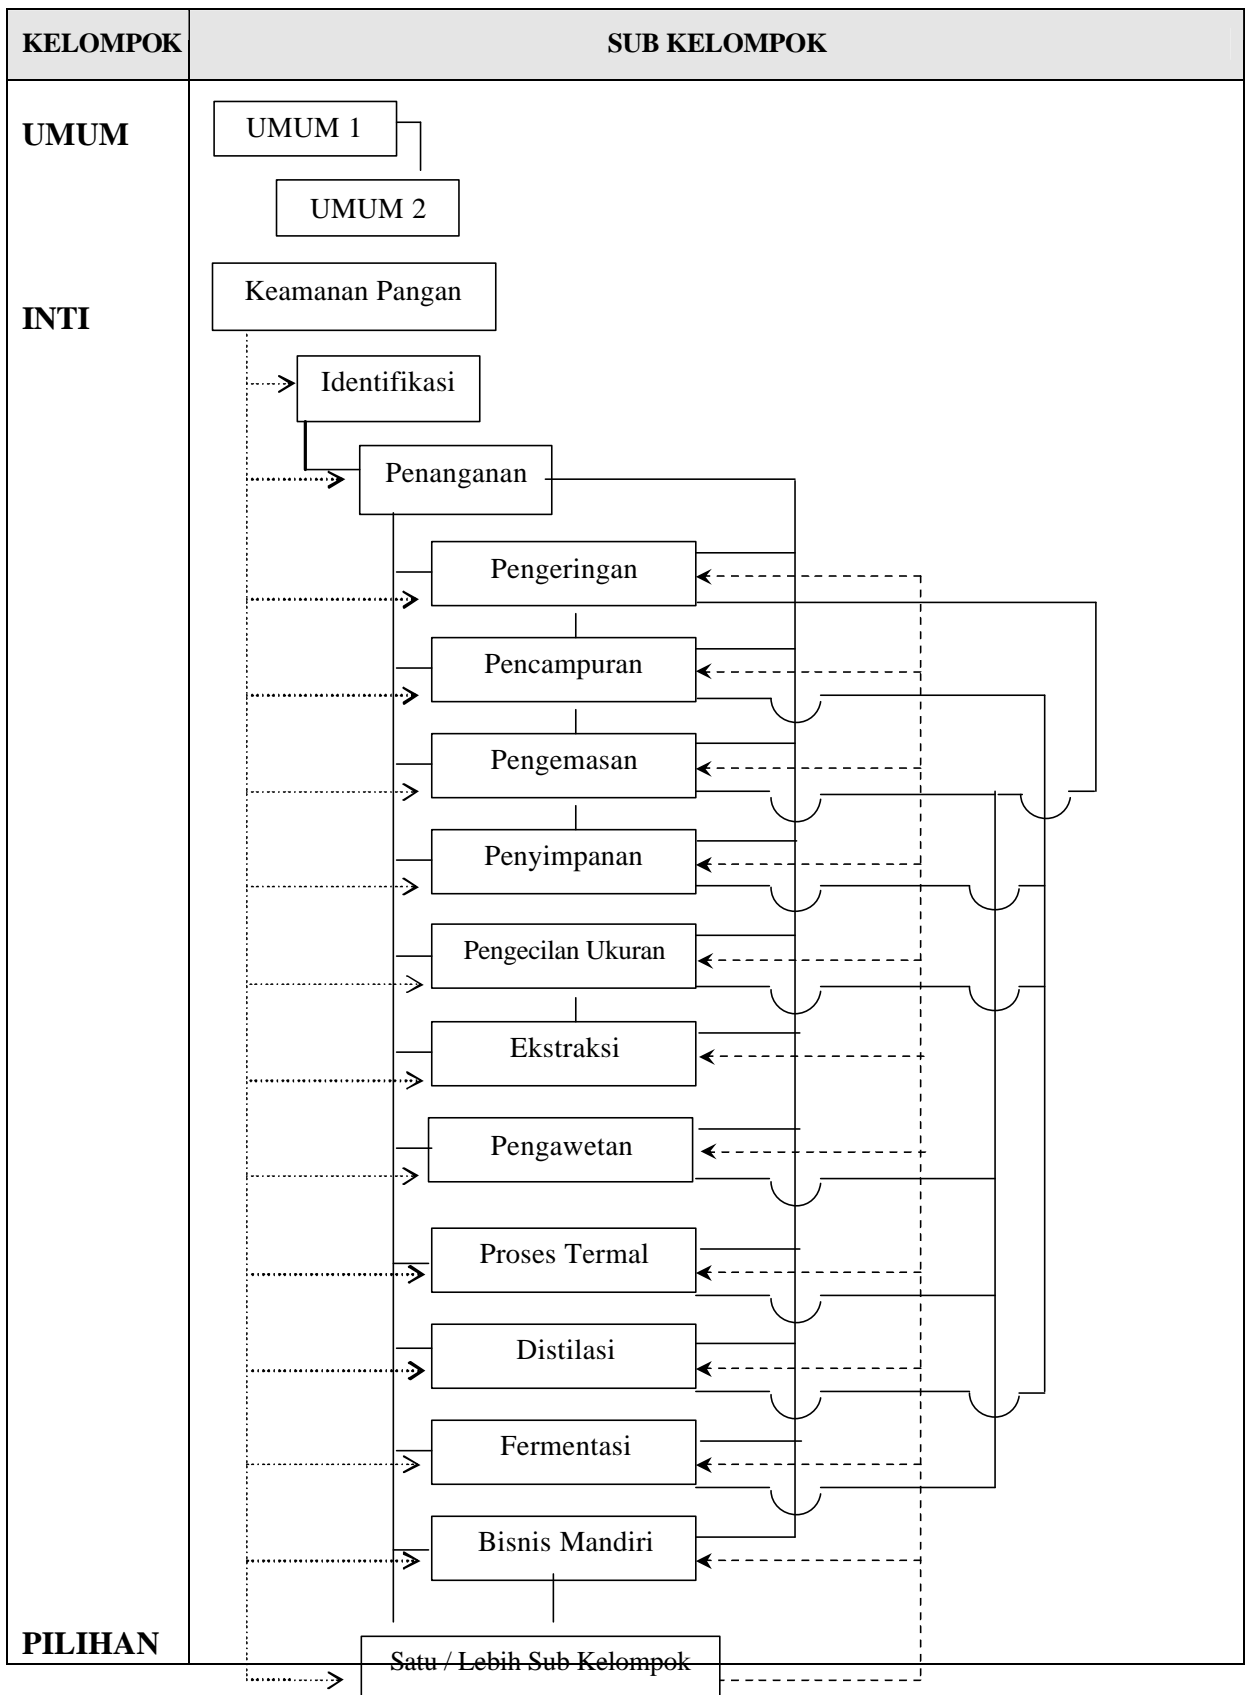 KELOMPOK
SUB KELOMPOK
UMUM
UMUM 1
UMUM 2
INTI
Keamanan Pangan
Identifikasi
Penanganan
Pengeringan
Pencampuran
Pengemasan
Penyimpanan
Pengecilan Ukuran
Ekstraksi
Pengawetan
Proses Termal
Distilasi
Fermentasi
Bisnis Mandiri
PILIHAN
Satu / Lebih Sub Kelompok